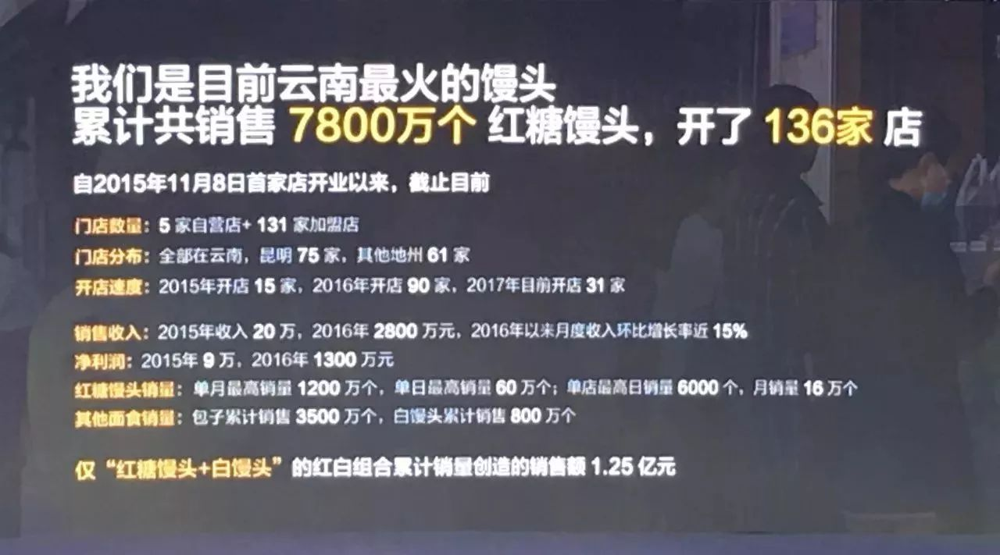 我们是目前云南最火的馒头
累计共销售 7800万个 红糖馒头，开了 136家 店
自2015年11月8日首家店开业以来，截止目前
门店数量：5 家自营店+ 131 家加盟店
门店分布：全部在云南，昆明 75 家，其他地州 61 家
开店速度：2015年开店 15 家，2016年开店 90 家，2017年目前开店 31 家
销售收入：2015年收入 20 万，2016年 2800 万元，2016年以来月度收入环比增长率近 15%
净利润：2015年 9 万，2016年 1300 万元
红糖馒头销量：单月最高销量 1200 万个，单日最高销量 60 万个；单店最高日销量 6000 个，月销量 16 万个
其他面食销量：包子累计销售 3500 万个，白馒头累计销售 800 万个
仅“红糖馒头+白馒头”的红白组合累计销量创造的销售额 1.25 亿元